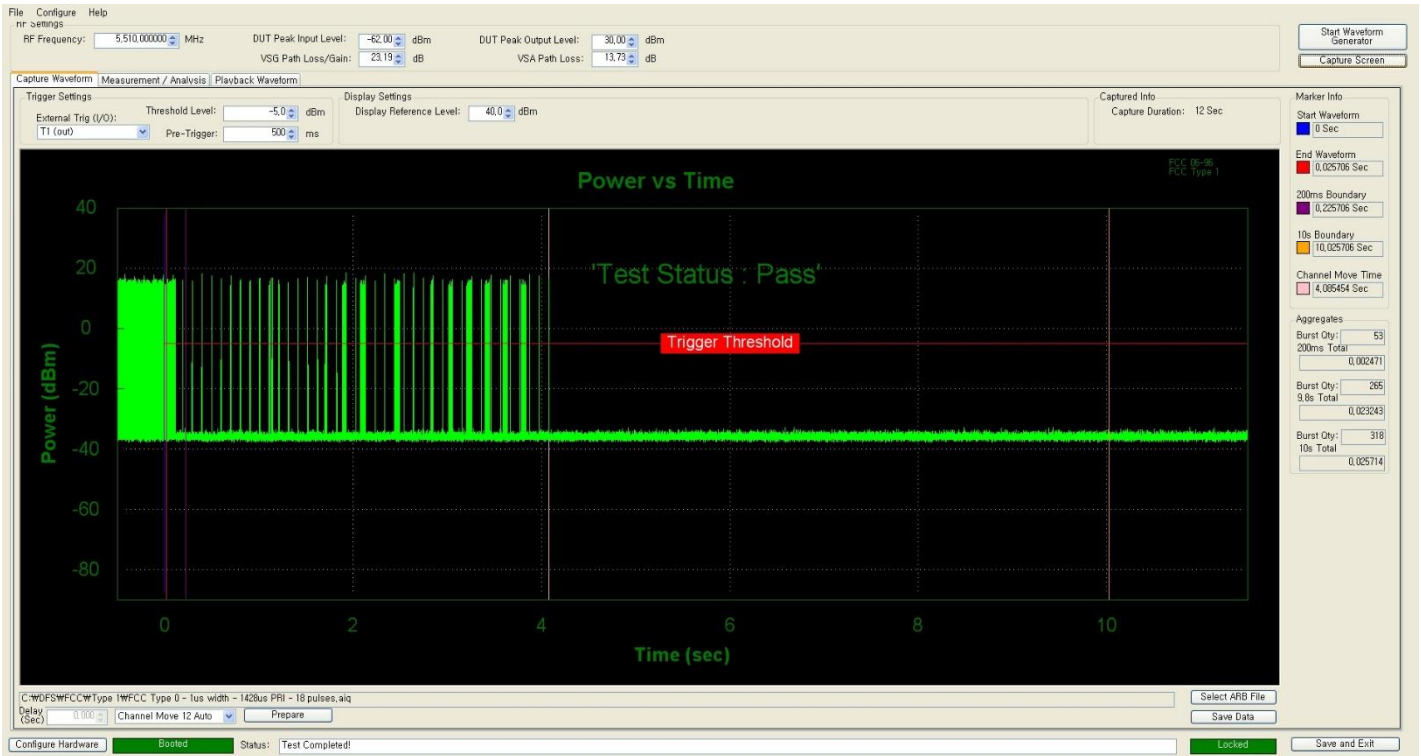 File Configure Help
RF Settings
RF Frequency: 5,510,000000 MHz DUT Peak Input Level: -62,00 dBm DUT Peak Output Level: 30,00 dBm
VSG Path Loss/Gain: 23,19 dB VSA Path Loss: 13,73 dB
Start Waveform Generator
Capture Screen
Capture Waveform Measurement / Analysis Playback Waveform
Trigger Settings
External Trig (I/O): Threshold Level: -5,0 dBm
T1 (out) Pre-Trigger: 500 ms
Display Settings
Display Reference Level: 40,0 dBm
Captured Info
Capture Duration: 12 Sec
Marker Info
Start Waveform
0 Sec
End Waveform
0,025706 Sec
200ms Boundary
0,225706 Sec
10s Boundary
10,025706 Sec
Channel Move Time
4,085454 Sec
Aggregates
Burst Qty: 53
200ms Total
0,002471
Burst Qty: 265
9,8s Total
0,023243
Burst Qty: 318
10s Total
0,025714
FCC 06-96
FCC Type 1
Power vs Time
'Test Status : Pass'
Trigger Threshold
Power (dBm)
40
20
0
-20
-40
-60
-80
0 2 4 6 8 10
Time (sec)
C:₩DFS₩FCC₩Type 1₩FCC Type 0 - 1us width - 1428us PRI - 18 pulses,aiq
Select ARB File
Delay (Sec) 0,000 Channel Move 12 Auto Prepare
Save Data
Configure Hardware Booted Status: Test Completed! Locked Save and Exit